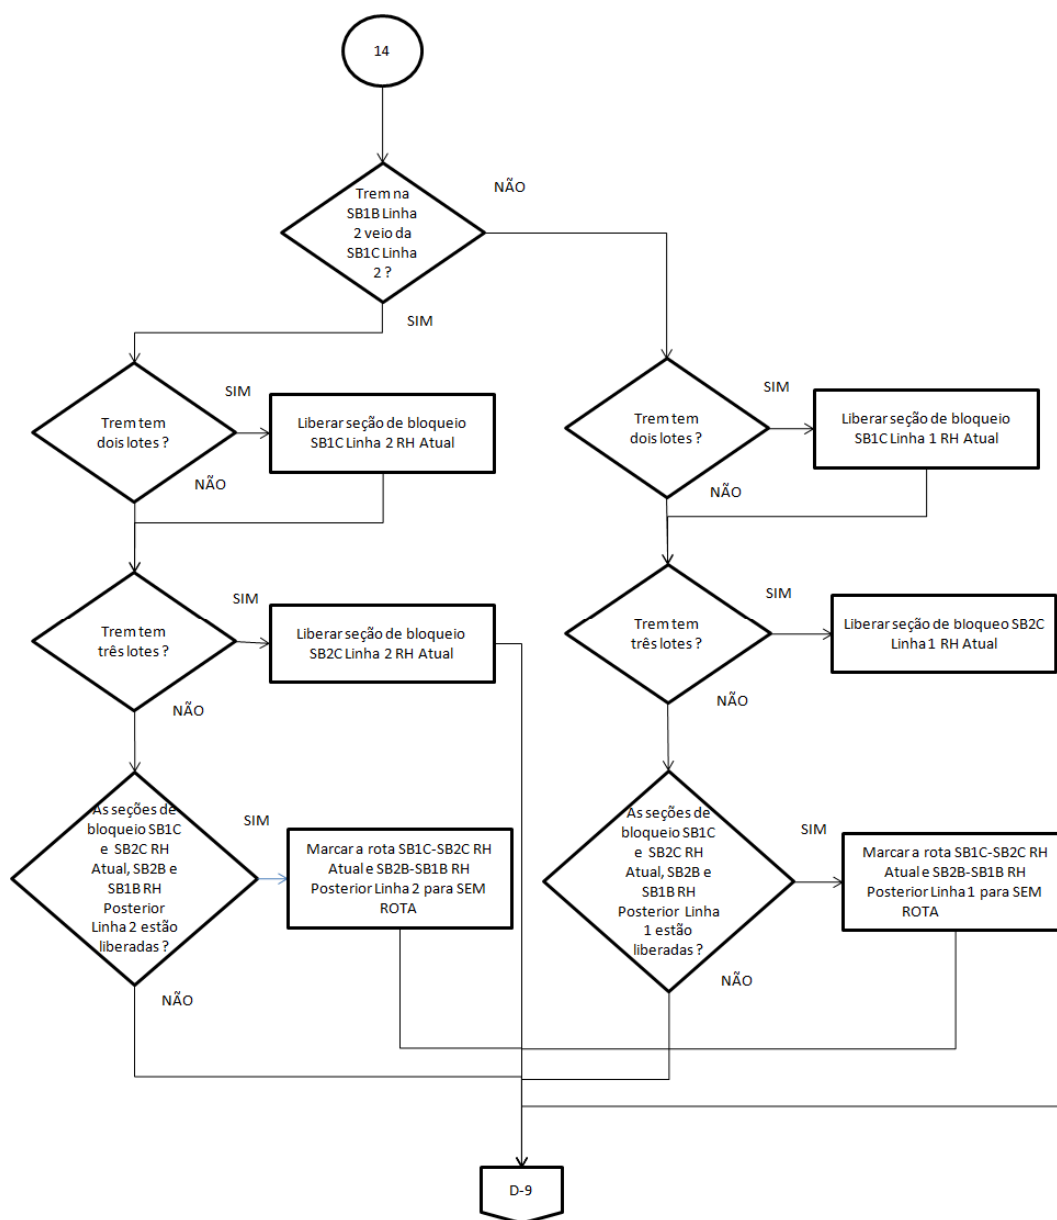 14
Trem na
SB1B Linha
2 veio da
SB1C Linha
2 ?
NÃO
SIM
Trem tem
dois lotes ?
SIM
Liberar seção de bloqueio
SB1C Linha 2 RH Atual
NÃO
Trem tem
dois lotes ?
SIM
Liberar seção de bloqueio
SB1C Linha 1 RH Atual
NÃO
Trem tem
três lotes ?
SIM
Liberar seção de bloqueio
SB2C Linha 2 RH Atual
NÃO
Trem tem
três lotes ?
SIM
Liberar seção de bloqueo SB2C
Linha 1 RH Atual
NÃO
As seções de
bloqueio SB1C
e SB2C RH
Atual, SB2B e
SB1B RH
Posterior
Linha 2 estão
liberadas ?
SIM
Marcar a rota SB1C-SB2C RH
Atual e SB2B-SB1B RH
Posterior Linha 2 para SEM
ROTA
NÃO
As seções de
bloqueio SB1C
e SB2C RH
Atual, SB2B e
SB1B RH
Posterior Linha
1 estão
liberadas ?
SIM
Marcar a rota SB1C-SB2C RH
Atual e SB2B-SB1B RH
Posterior Linha 1 para SEM
ROTA
NÃO
D-9